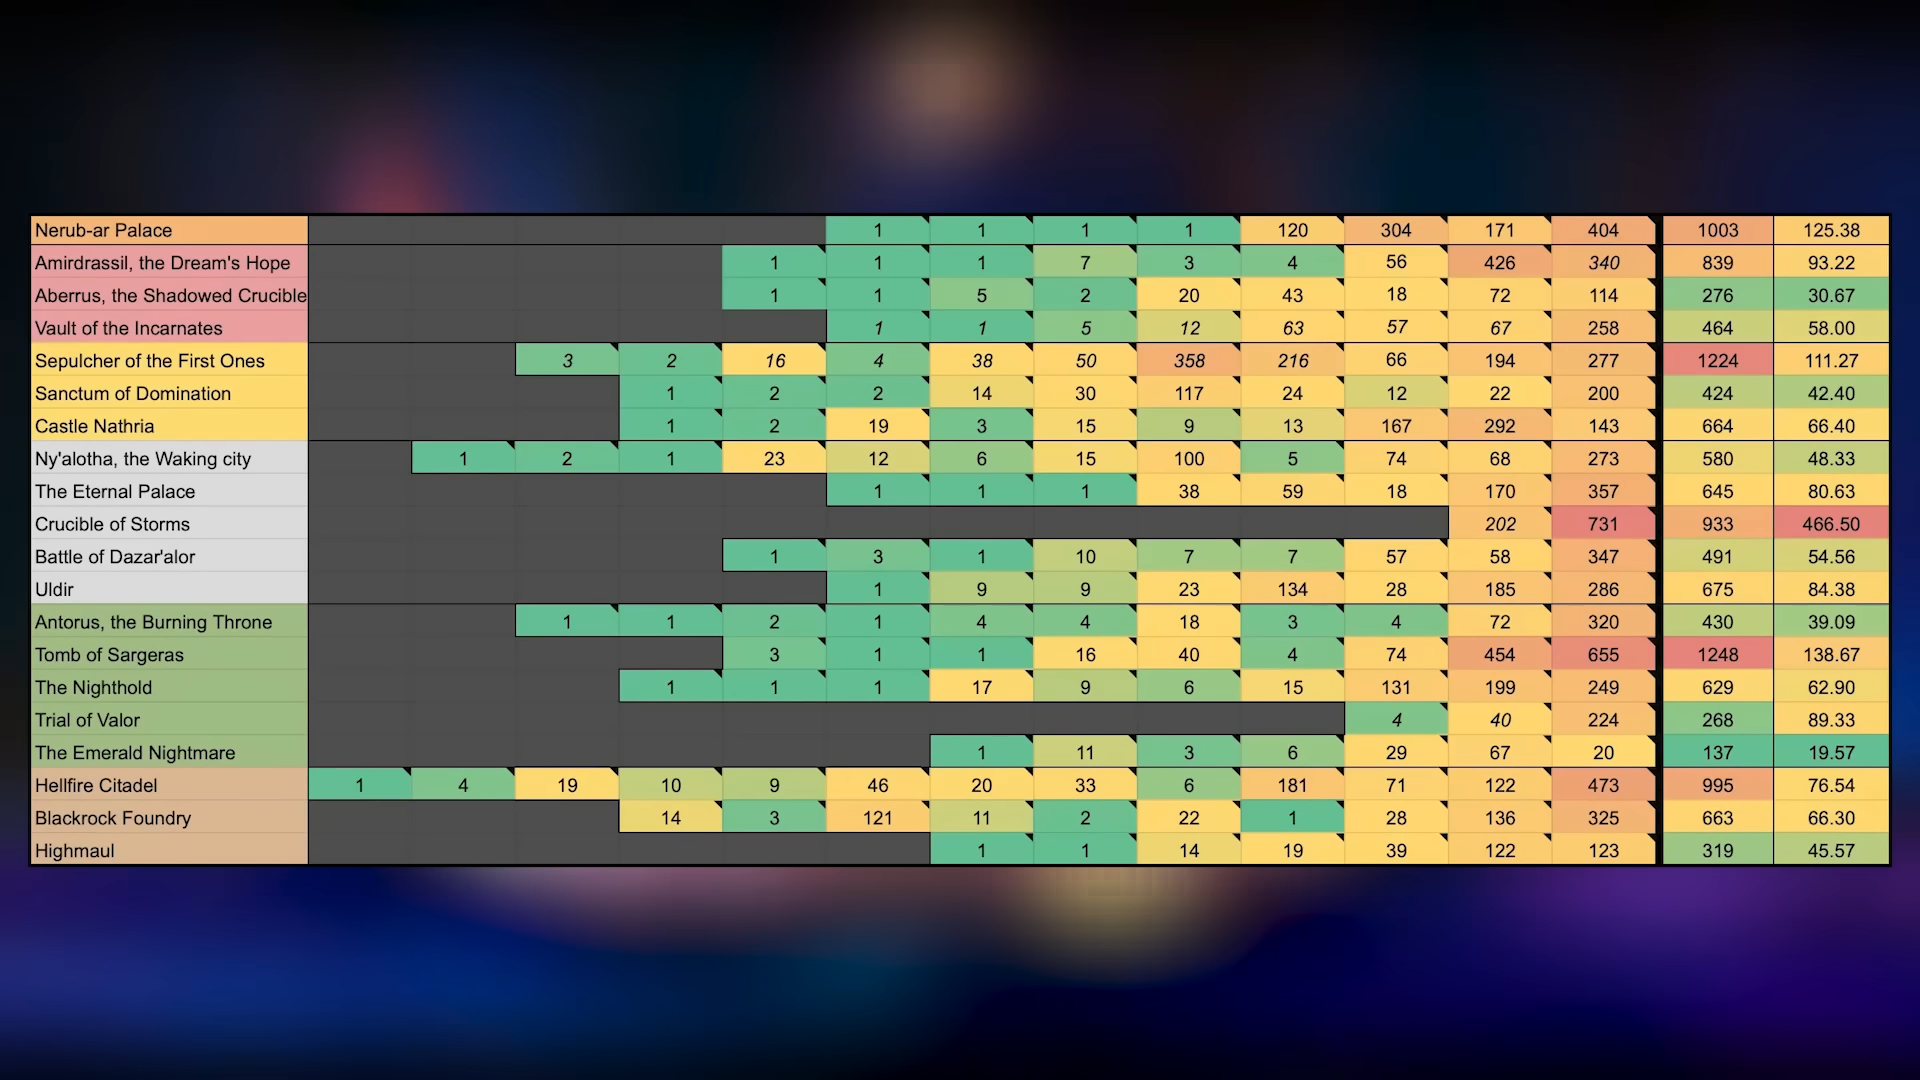 Nerub-ar Palace 1 1 1 1 120 304 171 404 1003 125.38
Amirdrassil, the Dream's Hope 1 1 1 7 3 4 56 426 340 839 93.22
Aberrus, the Shadowed Crucible 1 1 5 2 20 43 18 72 114 276 30.67
Vault of the Incarnates 1 1 5 12 63 57 67 258 464 58.00
Sepulcher of the First Ones 3 2 16 4 38 50 358 216 66 194 277 1224 111.27
Sanctum of Domination 1 2 2 14 30 117 24 12 22 200 424 42.40
Castle Nathria 1 2 19 3 15 9 13 167 292 143 664 66.40
Ny'alotha, the Waking city 1 2 1 23 12 6 15 100 5 74 68 273 580 48.33
The Eternal Palace 1 1 1 38 59 18 170 357 645 80.63
Crucible of Storms 202 731 933 466.50
Battle of Dazar'alor 1 3 1 10 7 7 57 58 347 491 54.56
Uldir 1 9 9 23 134 28 185 286 675 84.38
Antorus, the Burning Throne 1 1 2 1 4 4 18 3 4 72 320 430 39.09
Tomb of Sargeras 3 1 1 16 40 4 74 454 655 1248 138.67
The Nighthold 1 1 1 17 9 6 15 131 199 249 629 62.90
Trial of Valor 4 40 224 268 89.33
The Emerald Nightmare 1 11 3 6 29 67 20 137 19.57
Hellfire Citadel 1 4 19 10 9 46 20 33 6 181 71 122 473 995 76.54
Blackrock Foundry 14 3 121 11 2 22 1 28 136 325 663 66.30
Highmaul 1 1 14 19 39 122 123 319 45.57